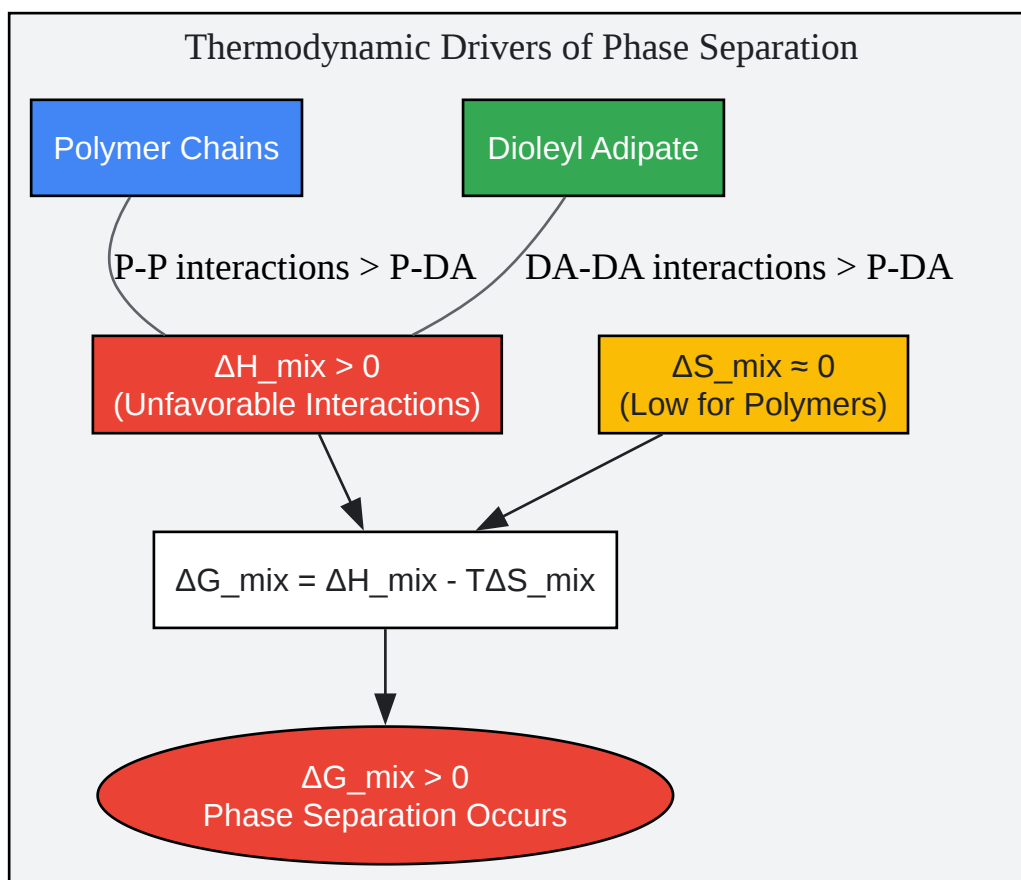 Thermodynamic Drivers of Phase Separation
Polymer Chains
Dioleyl Adipate
P-P interactions > P-DA
DA-DA interactions > P-DA
ΔH_mix > 0
(Unfavorable Interactions)
ΔS_mix ≈ 0
(Low for Polymers)
ΔG_mix = ΔH_mix - TΔS_mix
ΔG_mix > 0
Phase Separation Occurs